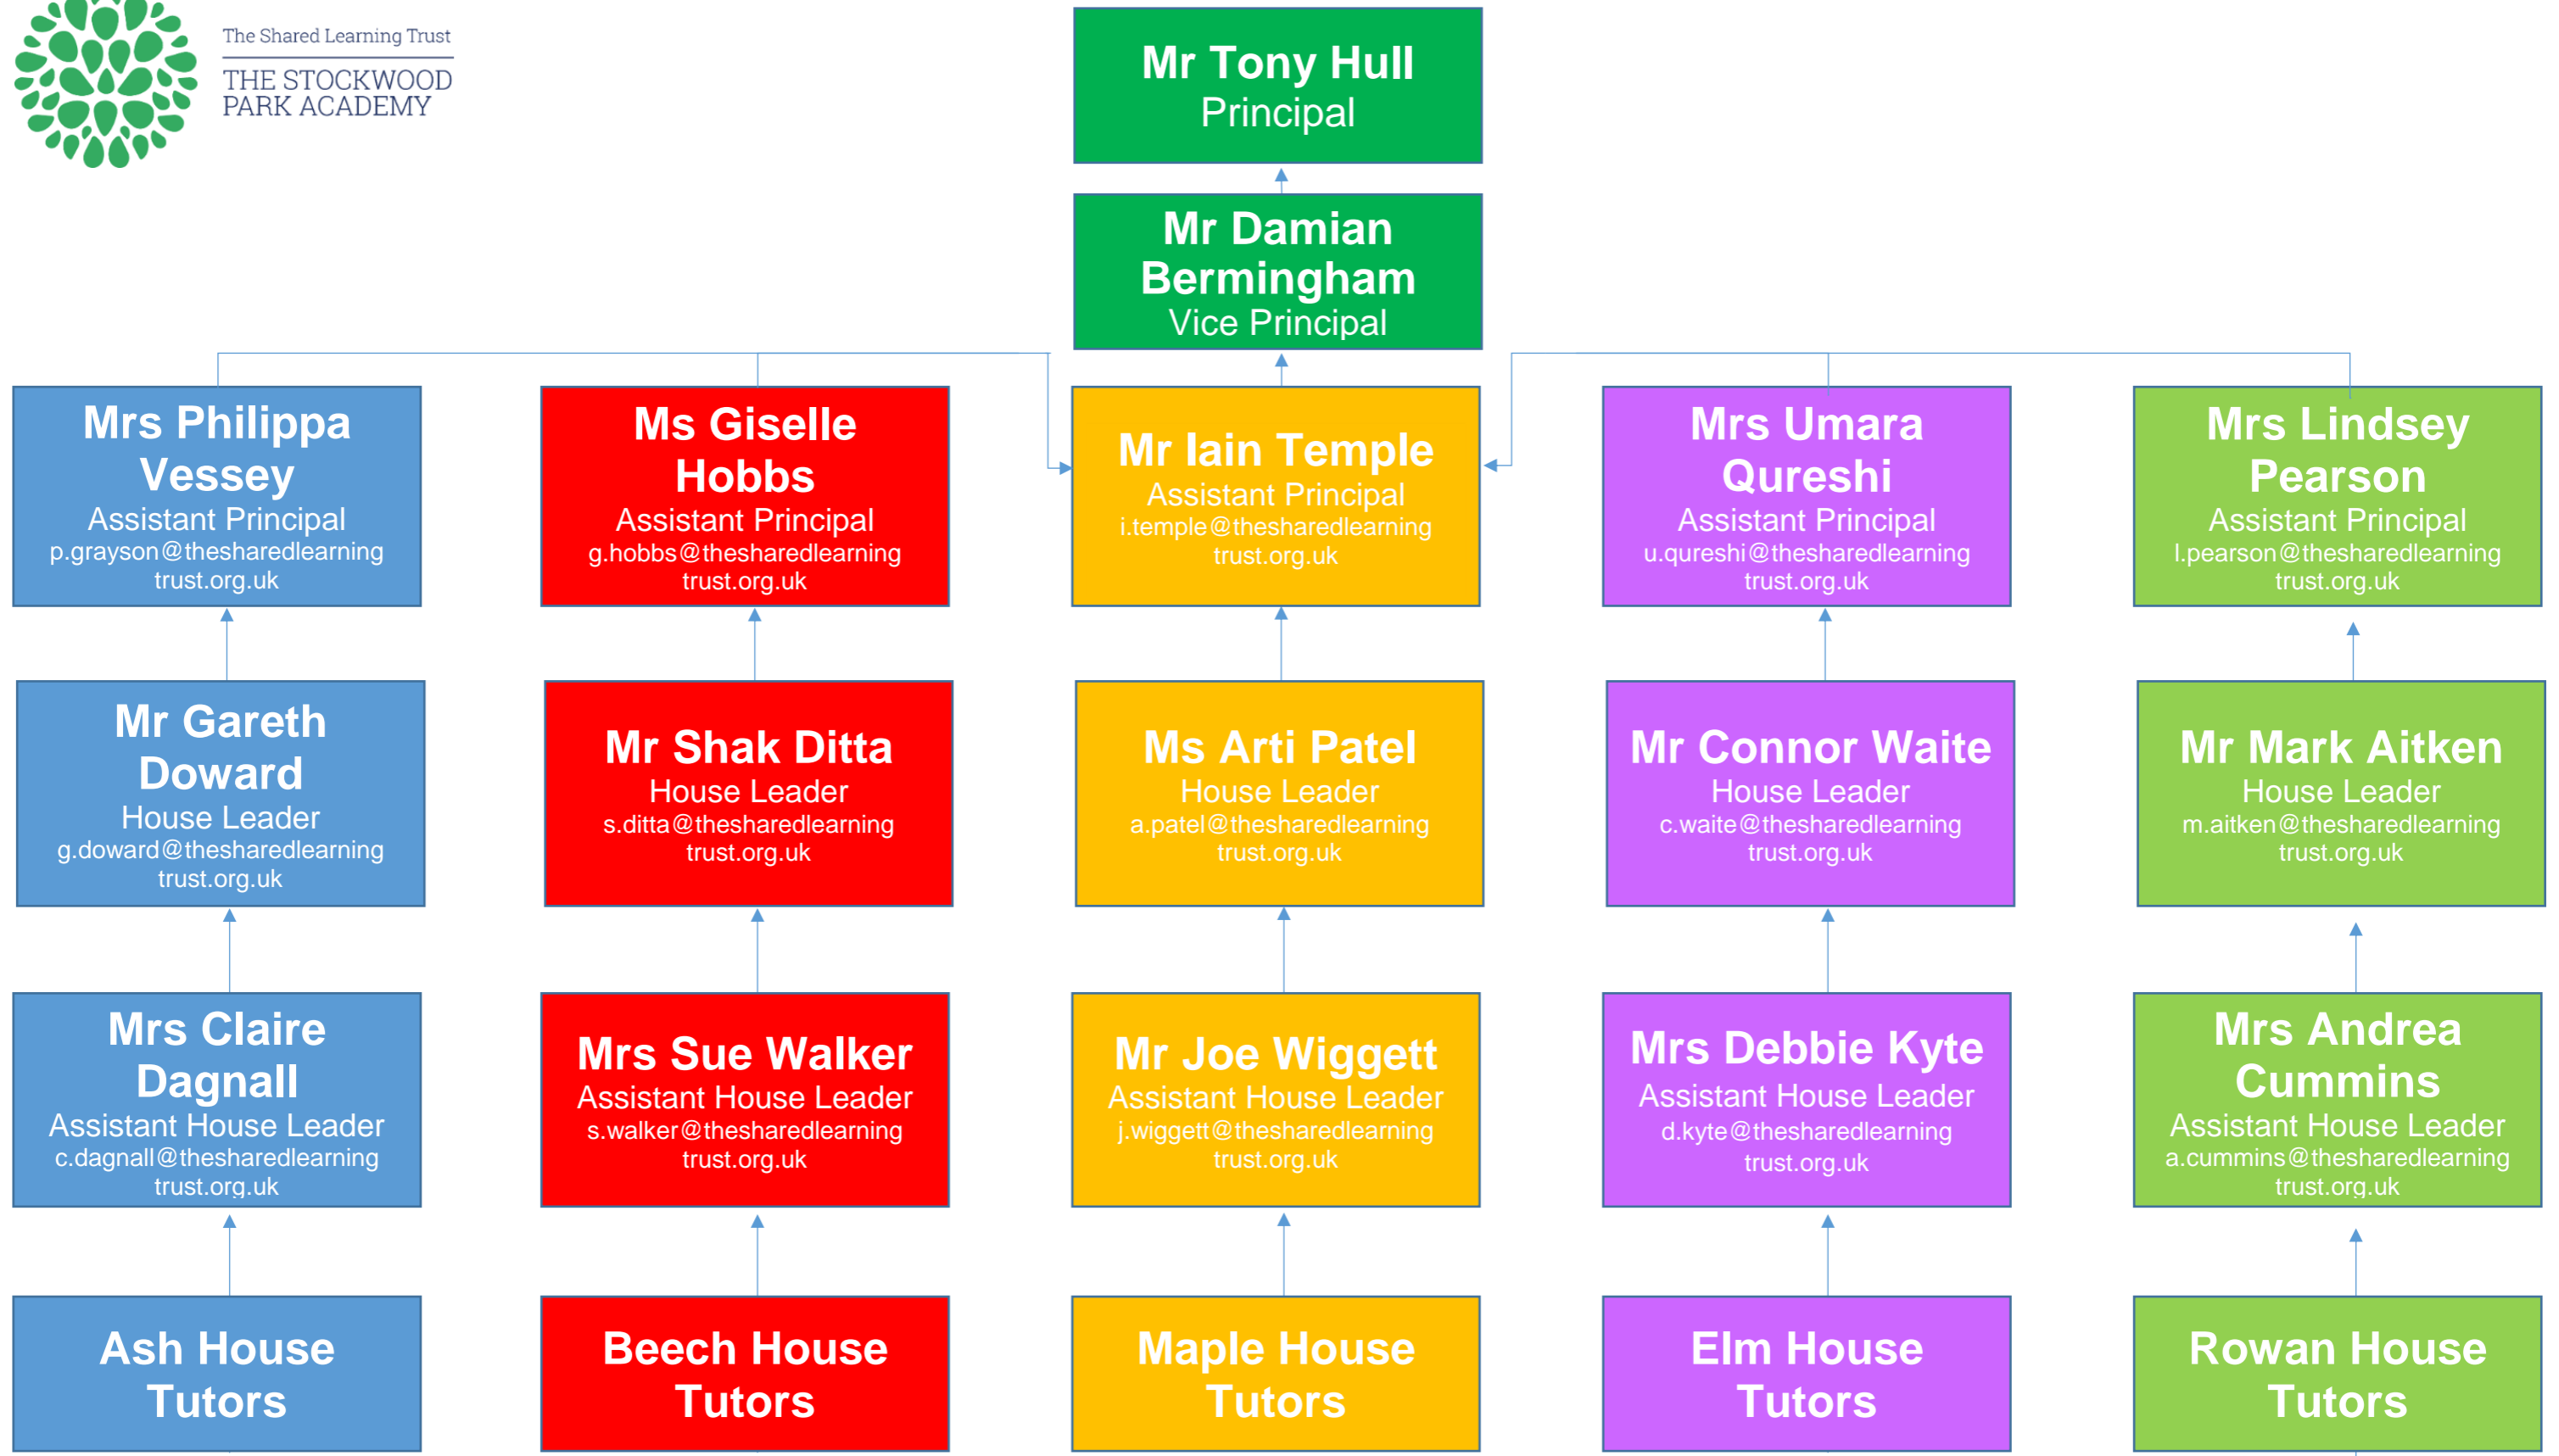 The Shared Learning Trust
THE STOCKWOOD
PARK ACADEMY
Mr Tony Hull
Principal
Mr Damian
Bermingham
Vice Principal
Mrs Philippa
Vessey
Assistant Principal
p.grayson@thesharedlearning
trust.org.uk
Ms Giselle
Hobbs
Assistant Principal
g.hobbs@thesharedlearning
trust.org.uk
Mr Iain Temple
Assistant Principal
i.temple@thesharedlearning
trust.org.uk
Mrs Umara
Qureshi
Assistant Principal
u.qureshi@thesharedlearning
trust.org.uk
Mrs Lindsey
Pearson
Assistant Principal
l.pearson@thesharedlearning
trust.org.uk
Mr Gareth
Doward
House Leader
g.doward@thesharedlearning
trust.org.uk
Mr Shak Ditta
House Leader
s.ditta@thesharedlearning
trust.org.uk
Ms Arti Patel
House Leader
a.patel@thesharedlearning
trust.org.uk
Mr Connor Waite
House Leader
c.waite@thesharedlearning
trust.org.uk
Mr Mark Aitken
House Leader
m.aitken@thesharedlearning
trust.org.uk
Mrs Claire
Dagnall
Assistant House Leader
c.dagnall@thesharedlearning
trust.org.uk
Mrs Sue Walker
Assistant House Leader
s.walker@thesharedlearning
trust.org.uk
Mr Joe Wiggett
Assistant House Leader
j.wiggett@thesharedlearning
trust.org.uk
Mrs Debbie Kyte
Assistant House Leader
d.kyte@thesharedlearning
trust.org.uk
Mrs Andrea
Cummins
Assistant House Leader
a.cummins@thesharedlearning
trust.org.uk
Ash House
Tutors
Beech House
Tutors
Maple House
Tutors
Elm House
Tutors
Rowan House
Tutors